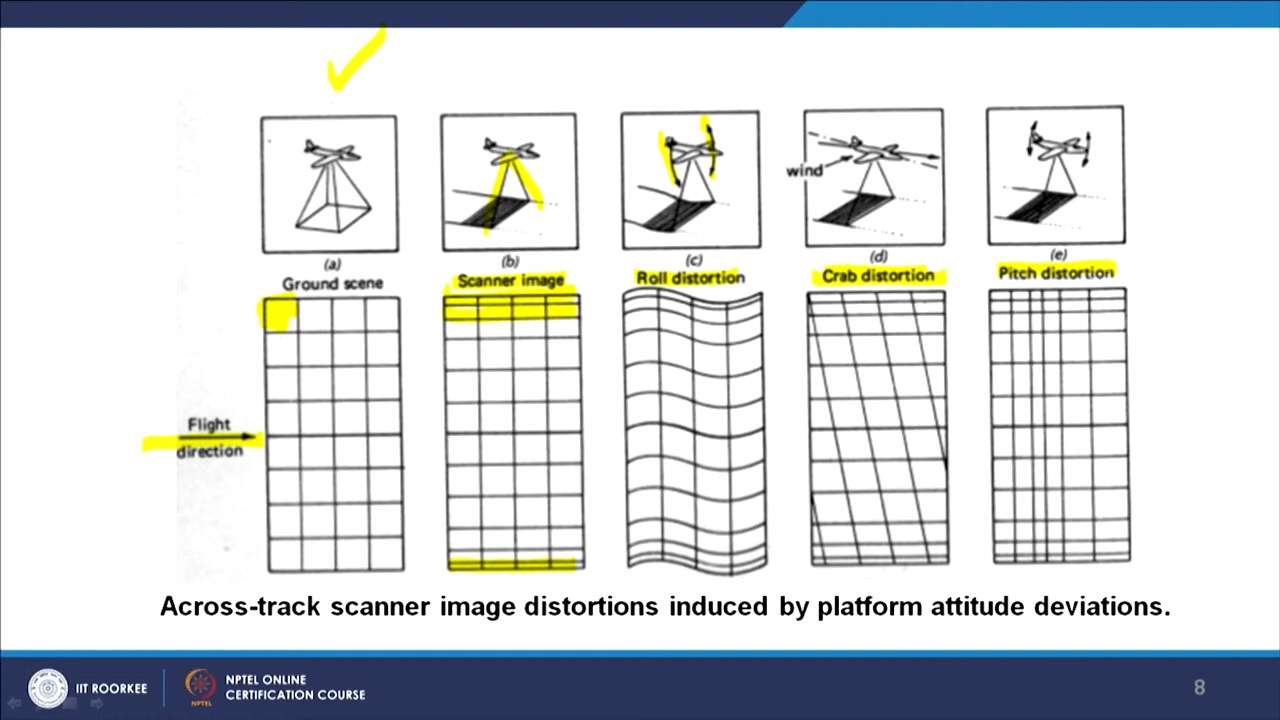 wind
(a)
(b)
(c)
(d)
(e)
Ground scene
Scanner image
Roll distortion
Crab distortion
Pitch distortion
Flight
direction
Across-track scanner image distortions induced by platform attitude deviations.
IIT ROORKEE
NPTEL
NPTEL ONLINE
CERTIFICATION COURSE
8